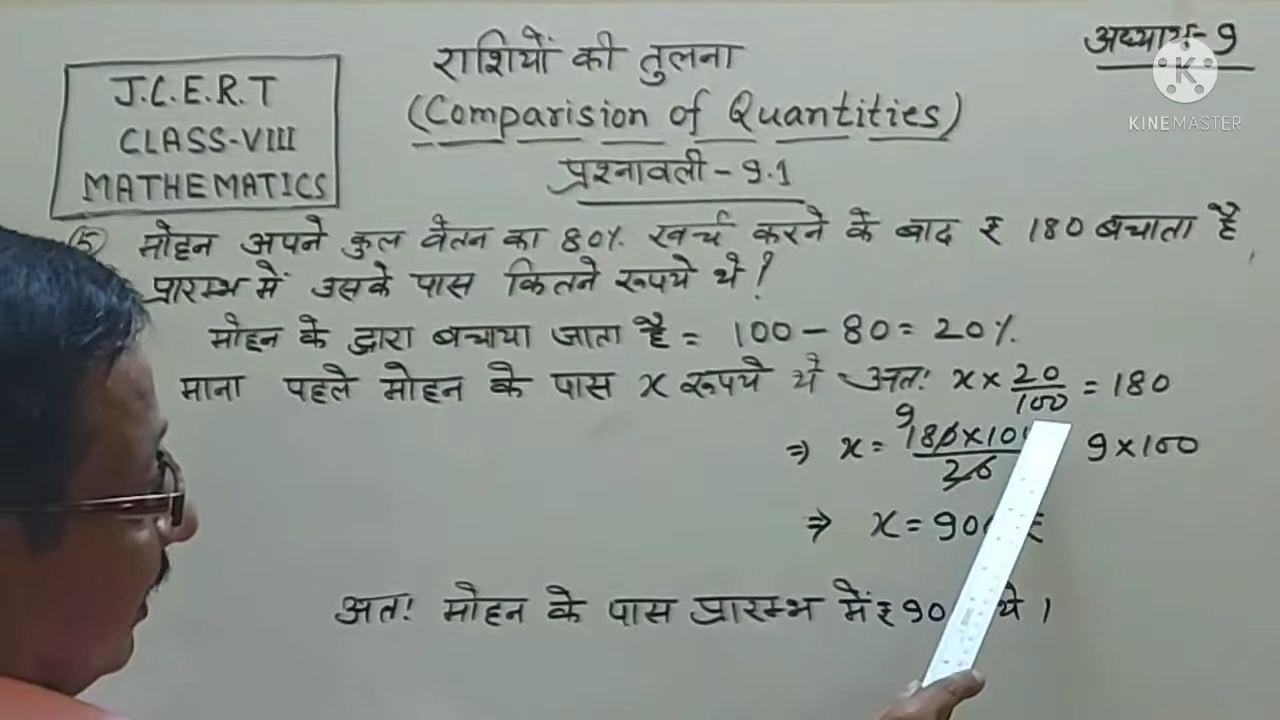 अध्याय-9
राशियों की तुलना
J.C.E.R.T
CLASS-VIII
MATHEMATICS
(Comparision of Quantities)
प्रश्नावली-9.1
KINEMASTER
(5) मोहन अपने कुल वेतन का 80% खर्च करने के बाद ₹ 180 बचाता है,
प्रारम्भ में उसके पास कितने रूपये थे?
मोहन के द्वारा बचाया जाता है = 100 - 80 = 20%
माना पहले मोहन के पास x रूपये थे अतः x × 20/100 = 180
⇒ x = 180×10 / 20 9 9×100
⇒ x = 90 ₹
अतः मोहन के पास प्रारम्भ में ₹ 90 थे ।